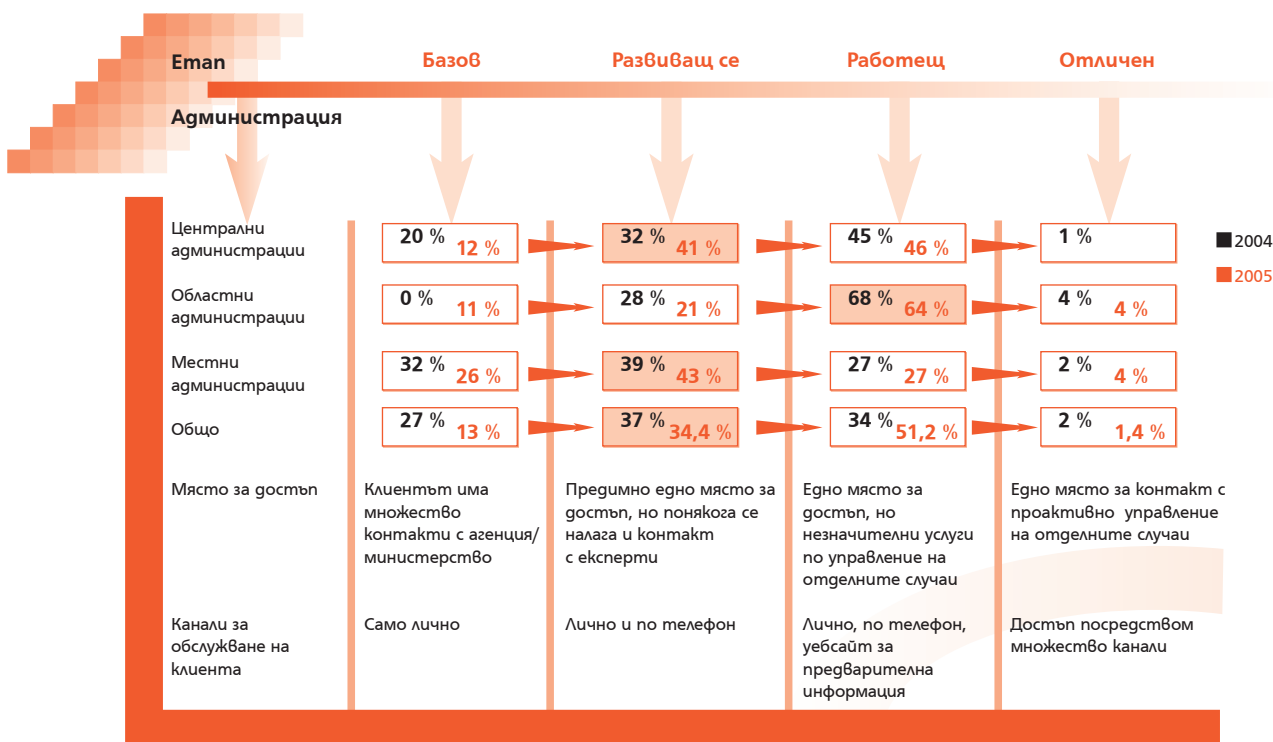 Етап Базов Развиващ се Работещ Отличен
Администрация
Централни
администрации
20 % 12 % 32 % 41 % 45 % 46 % 1 %
2004
2005
Областни
администрации
0 % 11 % 28 % 21 % 68 % 64 % 4 % 4 %
Местни
администрации
32 % 26 % 39 % 43 % 27 % 27 % 2 % 4 %
Общо
27 % 13 % 37 % 34,4 % 34 % 51,2 % 2 % 1,4 %
Място за достъп
Клиентът има
множество
контакти с агенция/
министерство
Предимно едно място за
достъп, но понякога се
налага и контакт
с експерти
Едно място за
достъп, но
незначителни услуги
по управление на
отделните случаи
Едно място за контакт с
проактивно управление
на отделните случаи
Канали за
обслужване на
клиента
Само лично
Лично и по телефон
Лично, по телефон,
уебсайт за
предварителна
информация
Достъп посредством
множество канали